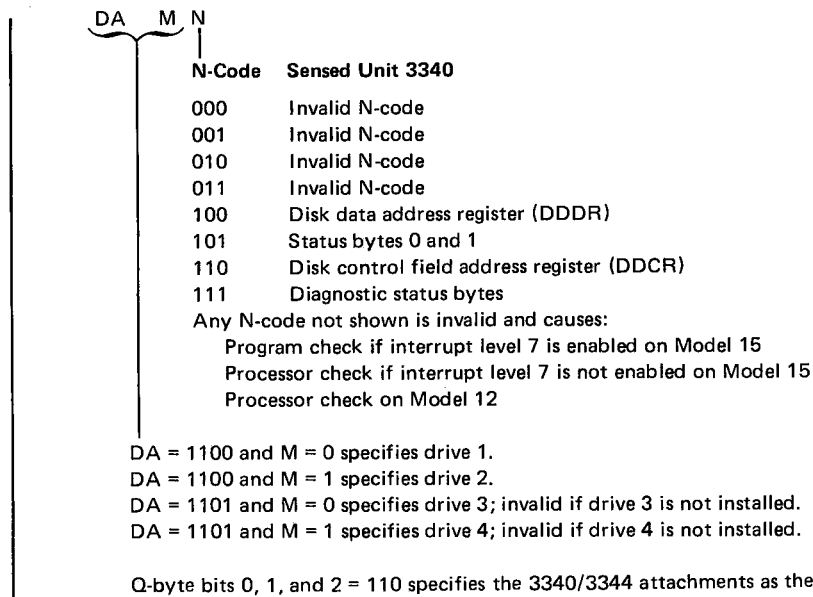 DA M N
N-Code Sensed Unit 3340
000 Invalid N-code
001 Invalid N-code
010 Invalid N-code
011 Invalid N-code
100 Disk data address register (DDDR)
101 Status bytes 0 and 1
110 Disk control field address register (DDCR)
111 Diagnostic status bytes
Any N-code not shown is invalid and causes:
Program check if interrupt level 7 is enabled on Model 15
Processor check if interrupt level 7 is not enabled on Model 15
Processor check on Model 12
DA = 1100 and M = 0 specifies drive 1.
DA = 1100 and M = 1 specifies drive 2.
DA = 1101 and M = 0 specifies drive 3; invalid if drive 3 is not installed.
DA = 1101 and M = 1 specifies drive 4; invalid if drive 4 is not installed.
Q-byte bits 0, 1, and 2 = 110 specifies the 3340/3344 attachments as the